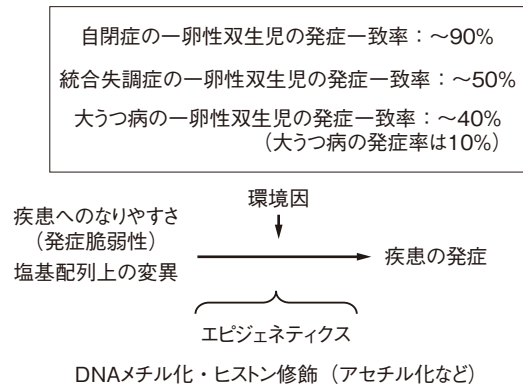 自閉症の一卵性双生児の発症一致率：～90%
統合失調症の一卵性双生児の発症一致率：～50%
大うつ病の一卵性双生児の発症一致率：～40%
（大うつ病の発症率は10%）
環境因
疾患へのなりやすさ
（発症脆弱性）
塩基配列上の変異
疾患の発症
エピジェネティクス
DNAメチル化・ヒストン修飾（アセチル化など）